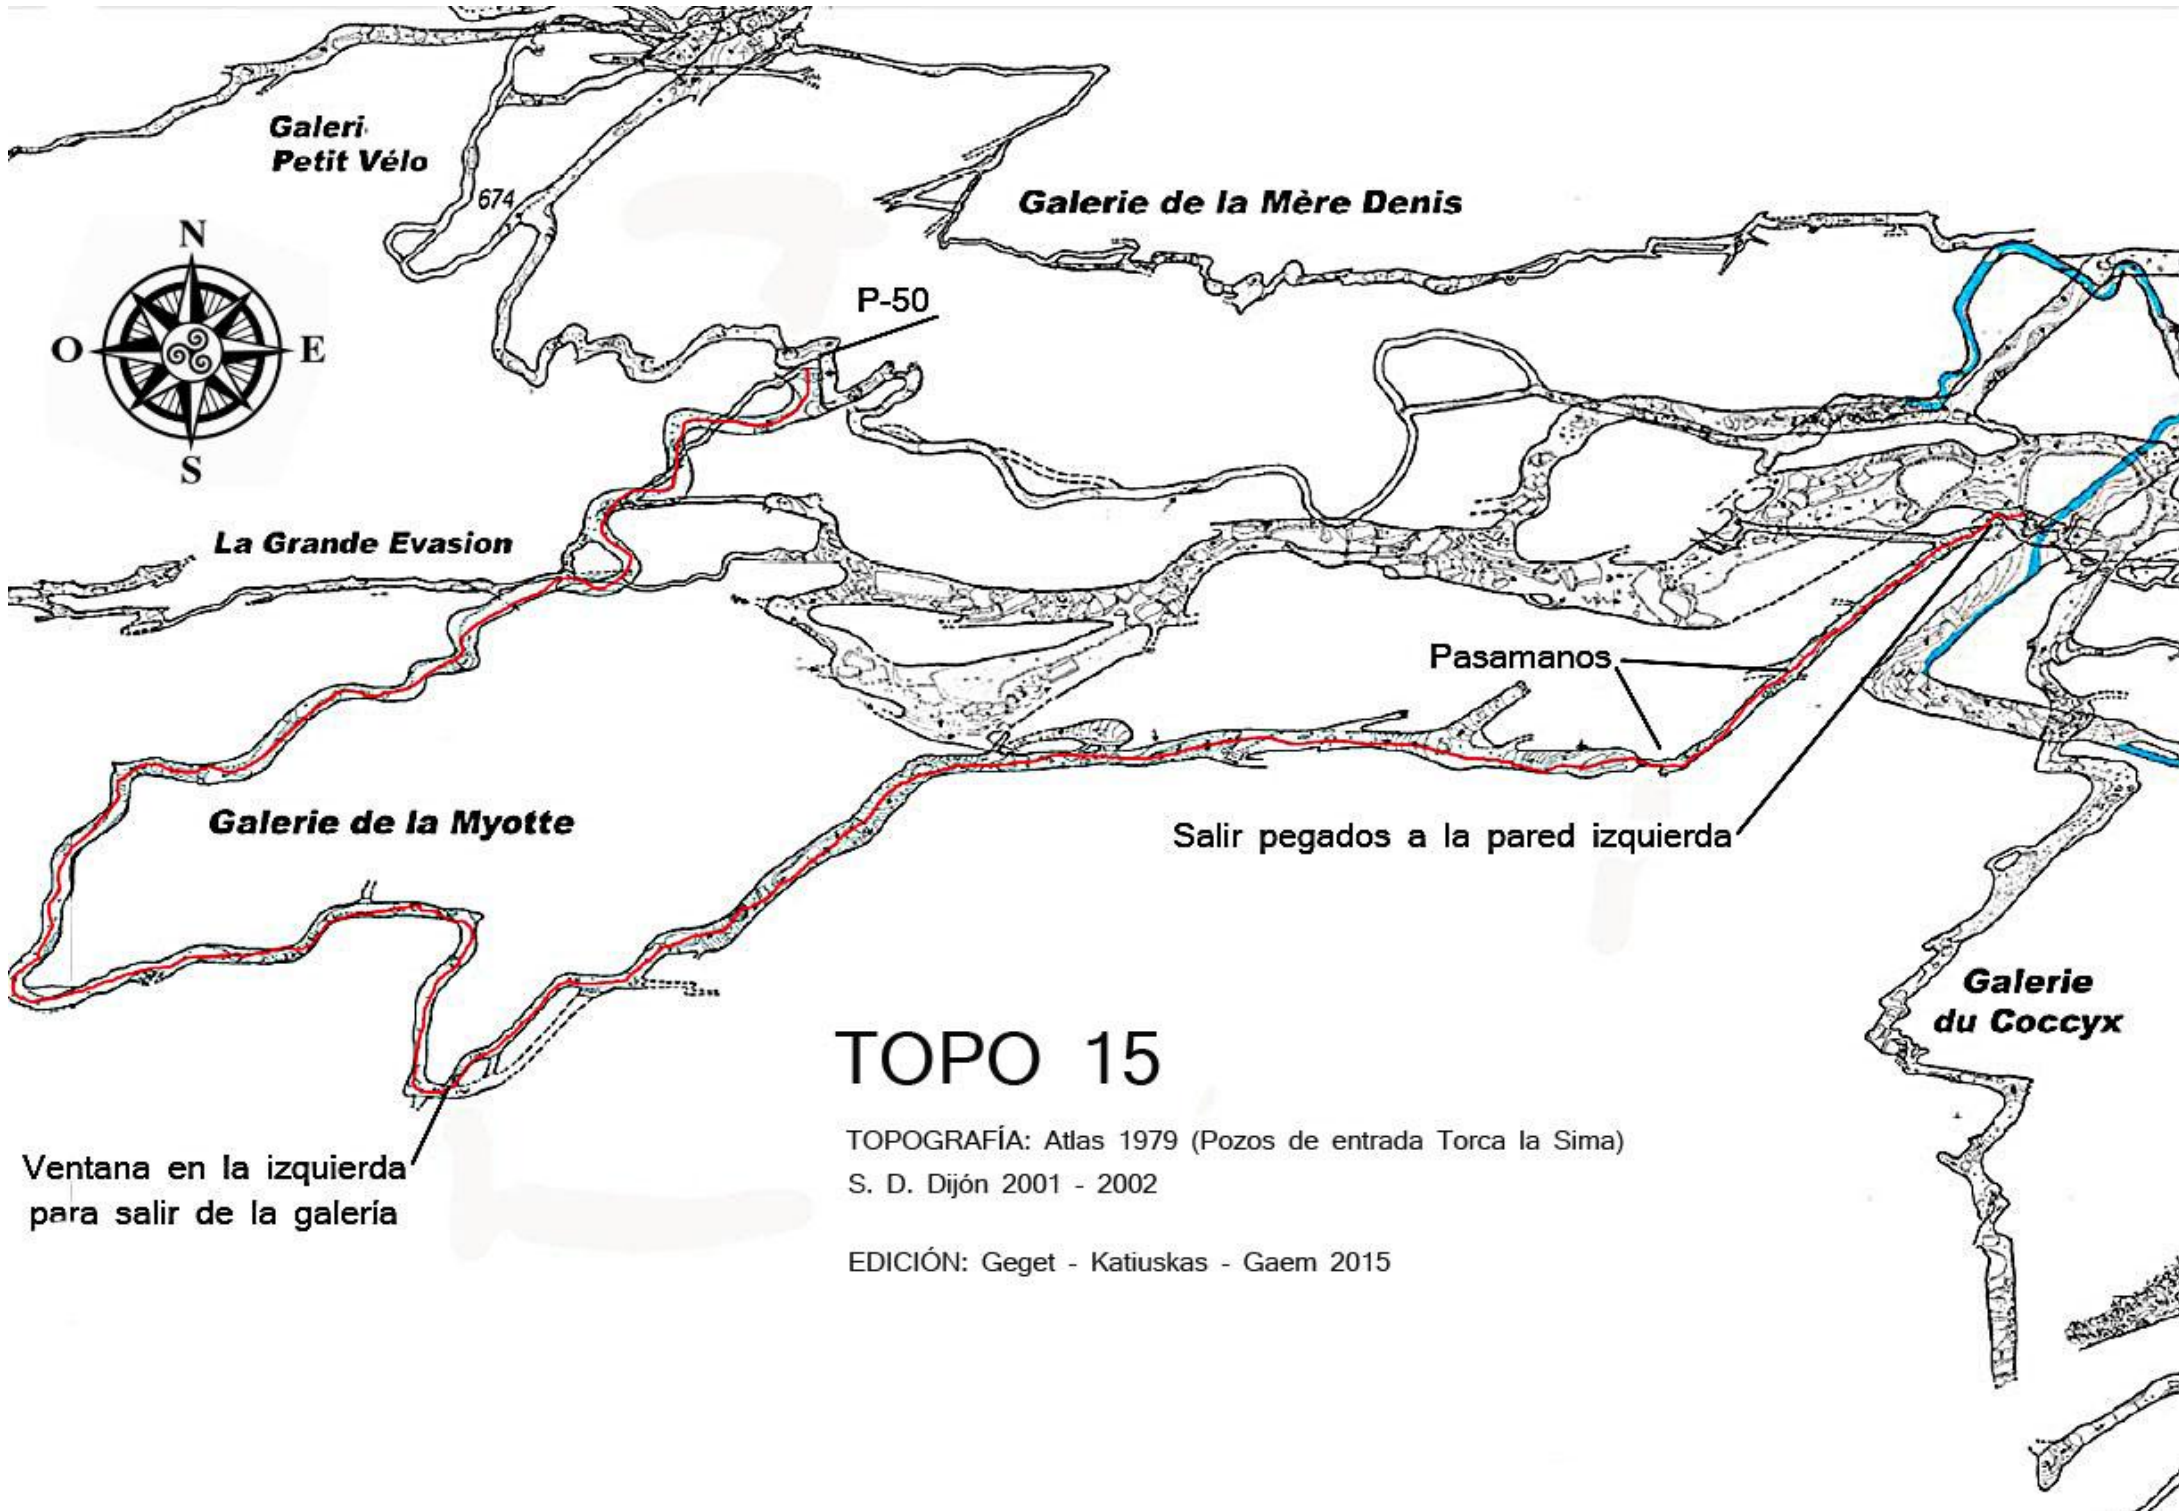 Galeri
Petit Vélo
674
Galerie de la Mère Denis
N
O
E
S
P-50
La Grande Evasion
Pasamanos
Galerie de la Myotte
Salir pegados a la pared izquierda
Galerie
du Coccyx
TOPO 15
TOPOGRAFÍA: Atlas 1979 (Pozos de entrada Torca la Sima)
S. D. Dijón 2001 - 2002
Ventana en la izquierda
para salir de la galería
EDICIÓN: Geget - Katiuskas - Gaem 2015